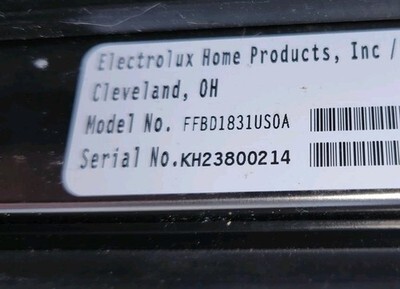 Electrolux Home Products, Inc /
Cleveland, OH
Model No. FFBD1831US0A
Serial No.KH23800214